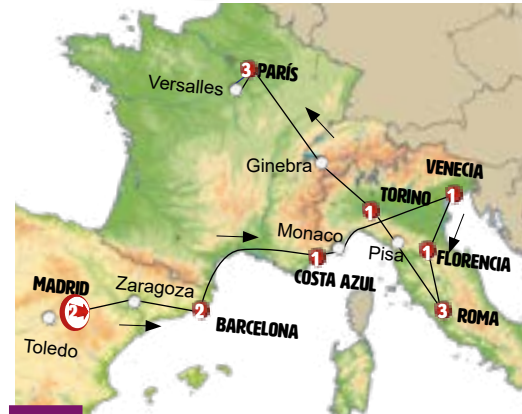 3 PARÍS
Versalles
Ginebra
VENECIA
1
TORINO
1
Monaco
Pisa
1 FLORENCIA
1
COSTA AZUL
MADRID
2
Zaragoza
2
BARCELONA
3 ROMA
Toledo